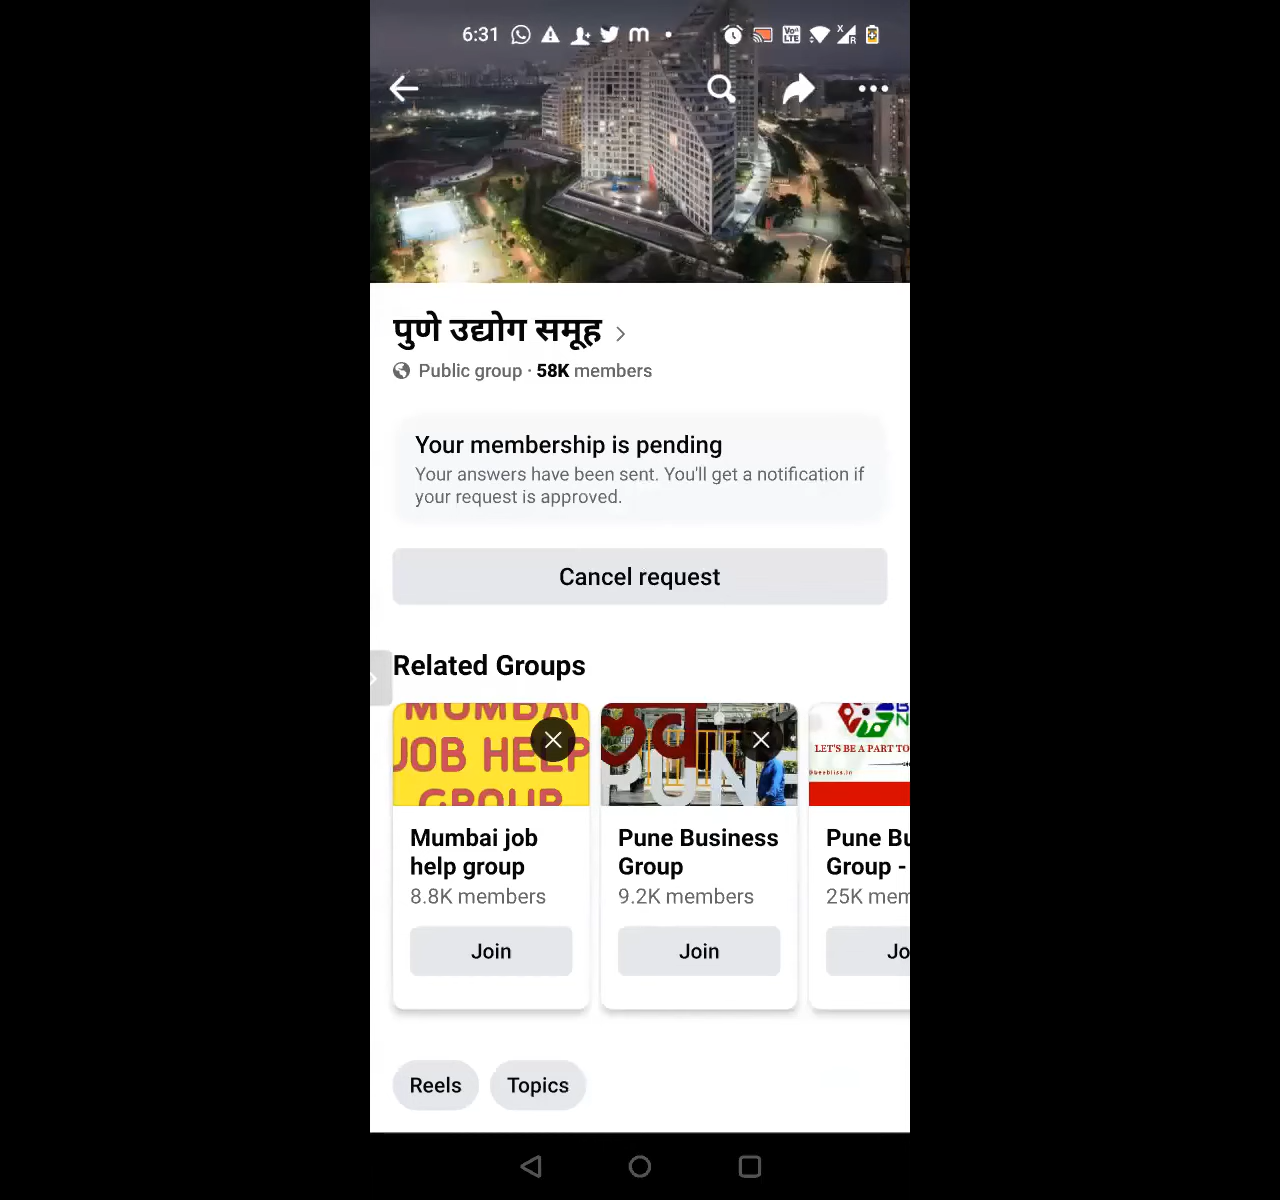 6:31
पुणे उद्योग समूह
Public group · 58K members
Your membership is pending
Your answers have been sent. You'll get a notification if
your request is approved.
Cancel request
Related Groups
MUMBAI
JOB HELP
GROUP
PUNE
LET'S BE A PART TO
Mumbai job
help group
8.8K members
Join
Pune Business
Group
9.2K members
Join
Pune Bu
Group -
25K mem
Jo
Reels
Topics